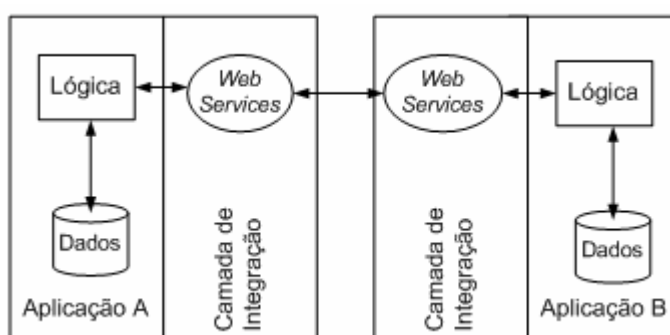 Lógica
Web
Services
Web
Services
Lógica
Dados
Camada de
Integração
Camada de
Integração
Dados
Aplicação A
Aplicação B